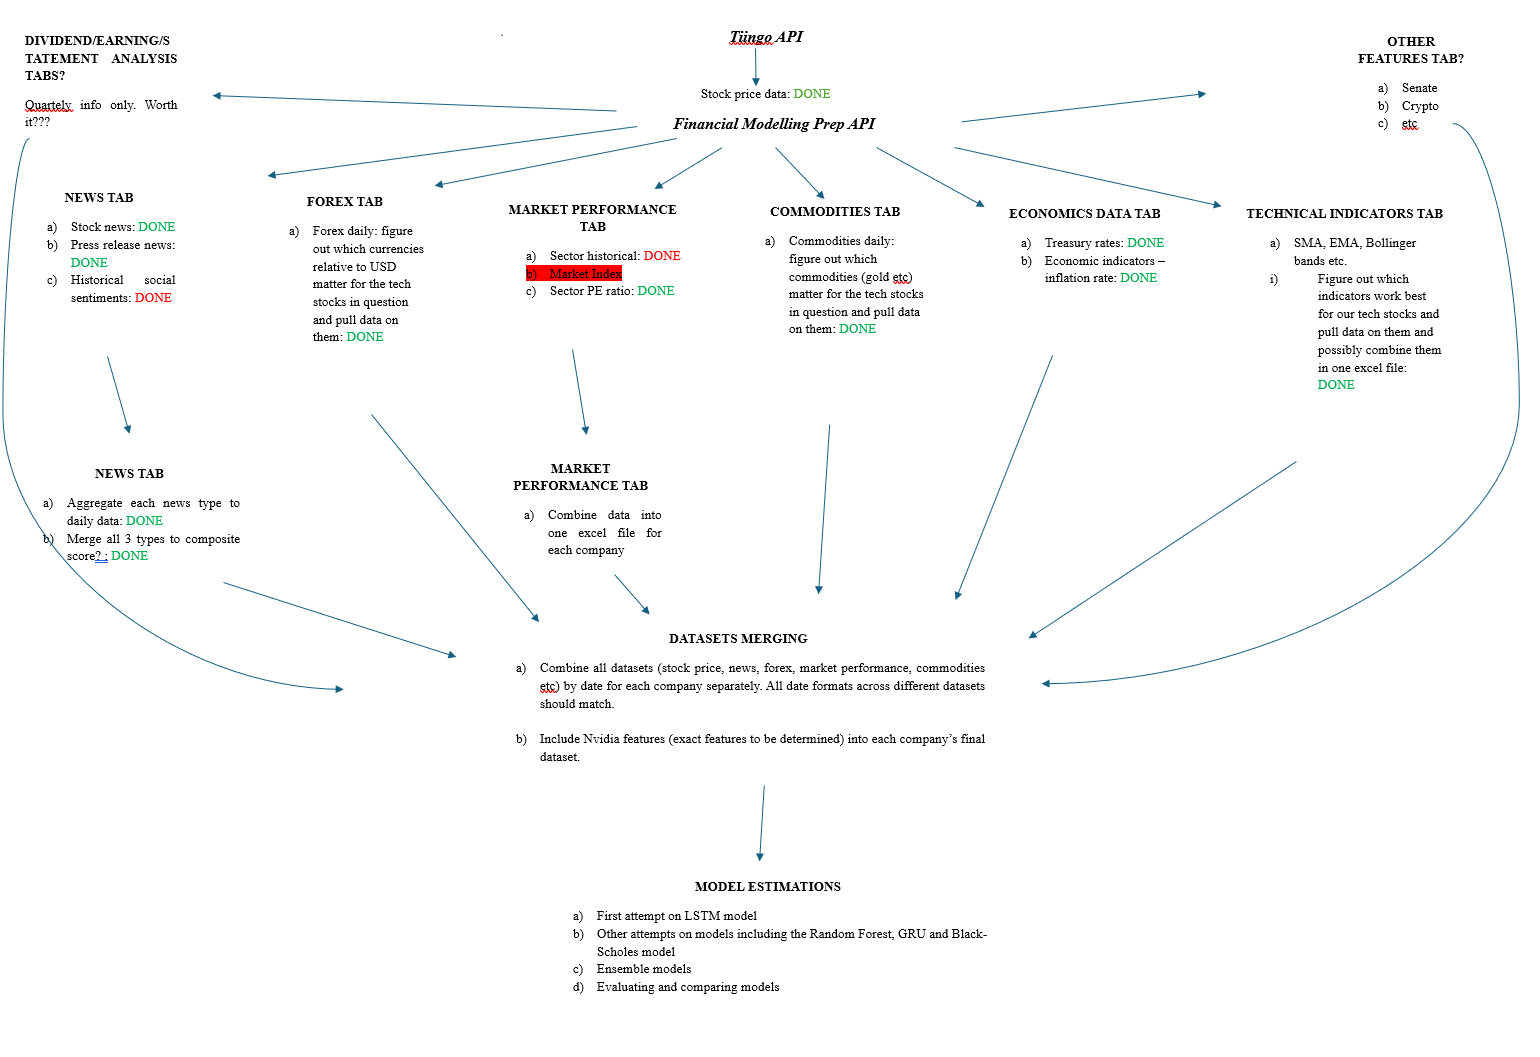 DIVIDEND/EARNING/S
TATEMENT ANALYSIS
TABS?
Quartely info only. Worth
it???
Tiingo API
Stock price data: DONE
Financial Modelling Prep API
OTHER
FEATURES TAB?
a) Senate
b) Crypto
c) etc
NEWS TAB
a) Stock news: DONE
b) Press release news:
DONE
c) Historical social
sentiments: DONE
FOREX TAB
a) Forex daily: figure
out which currencies
relative to USD
matter for the tech
stocks in question
and pull data on
them: DONE
MARKET PERFORMANCE
TAB
a) Sector historical: DONE
b) Market Index
c) Sector PE ratio: DONE
COMMODITIES TAB
a) Commodities daily:
figure out which
commodities (gold etc)
matter for the tech stocks
in question and pull data
on them: DONE
ECONOMICS DATA TAB
a) Treasury rates: DONE
b) Economic indicators –
inflation rate: DONE
TECHNICAL INDICATORS TAB
a) SMA, EMA, Bollinger
bands etc.
i) Figure out which
indicators work best
for our tech stocks and
pull data on them and
possibly combine them
in one excel file:
DONE
NEWS TAB
a) Aggregate each news type to
daily data: DONE
b) Merge all 3 types to composite
score? : DONE
MARKET
PERFORMANCE TAB
a) Combine data into
one excel file for
each company
DATASETS MERGING
a) Combine all datasets (stock price, news, forex, market performance, commodities
etc) by date for each company separately. All date formats across different datasets
should match.
b) Include Nvidia features (exact features to be determined) into each company’s final
dataset.
MODEL ESTIMATIONS
a) First attempt on LSTM model
b) Other attempts on models including the Random Forest, GRU and Black-
Scholes model
c) Ensemble models
d) Evaluating and comparing models